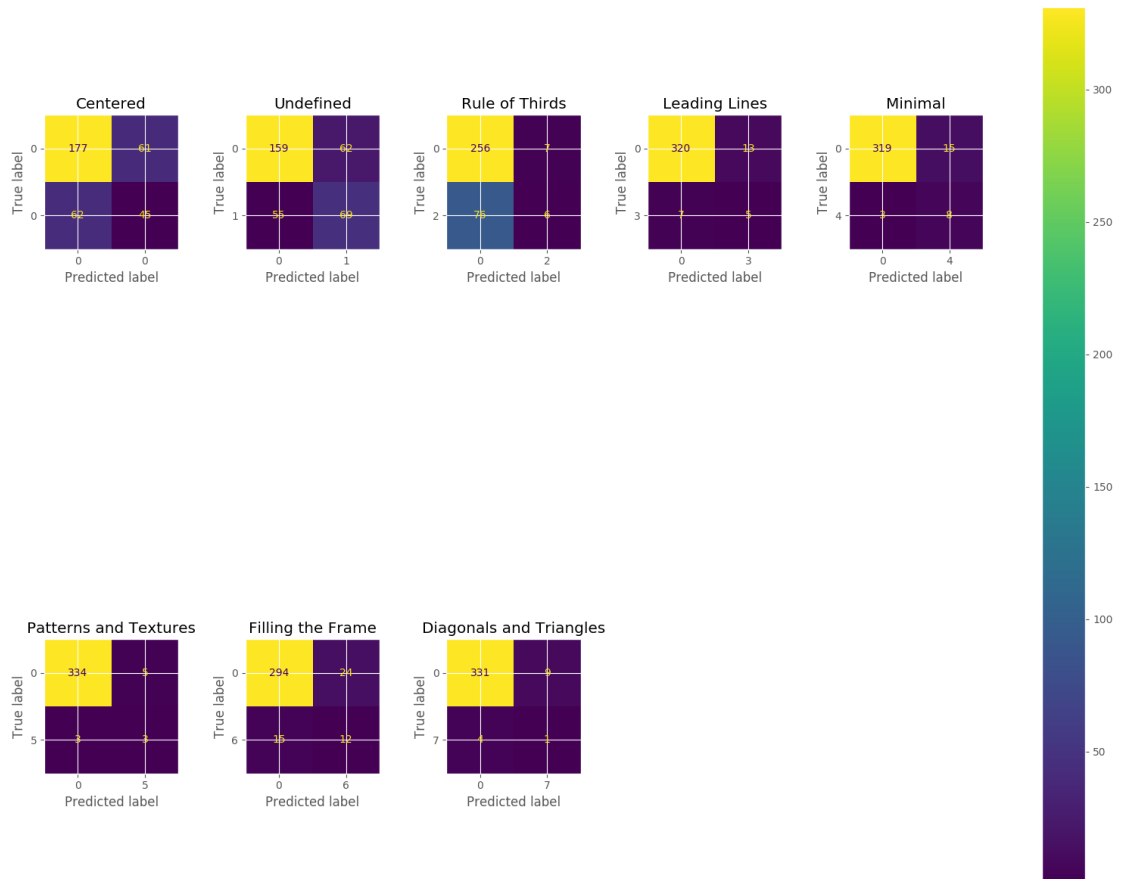 Centered
Undefined
Rule of Thirds
Leading Lines
Minimal
True label
0
177
61
0
62
45
0
0
Predicted label
True label
0
159
62
1
55
69
0
1
Predicted label
True label
0
256
7
2
76
6
0
2
Predicted label
True label
0
320
13
3
7
5
0
3
Predicted label
True label
0
319
15
4
3
8
0
4
Predicted label
Patterns and Textures
Filling the Frame
Diagonals and Triangles
True label
0
334
5
5
3
3
0
5
Predicted label
True label
0
294
24
6
15
12
0
6
Predicted label
True label
0
331
9
7
4
1
0
7
Predicted label
300
250
200
150
100
50